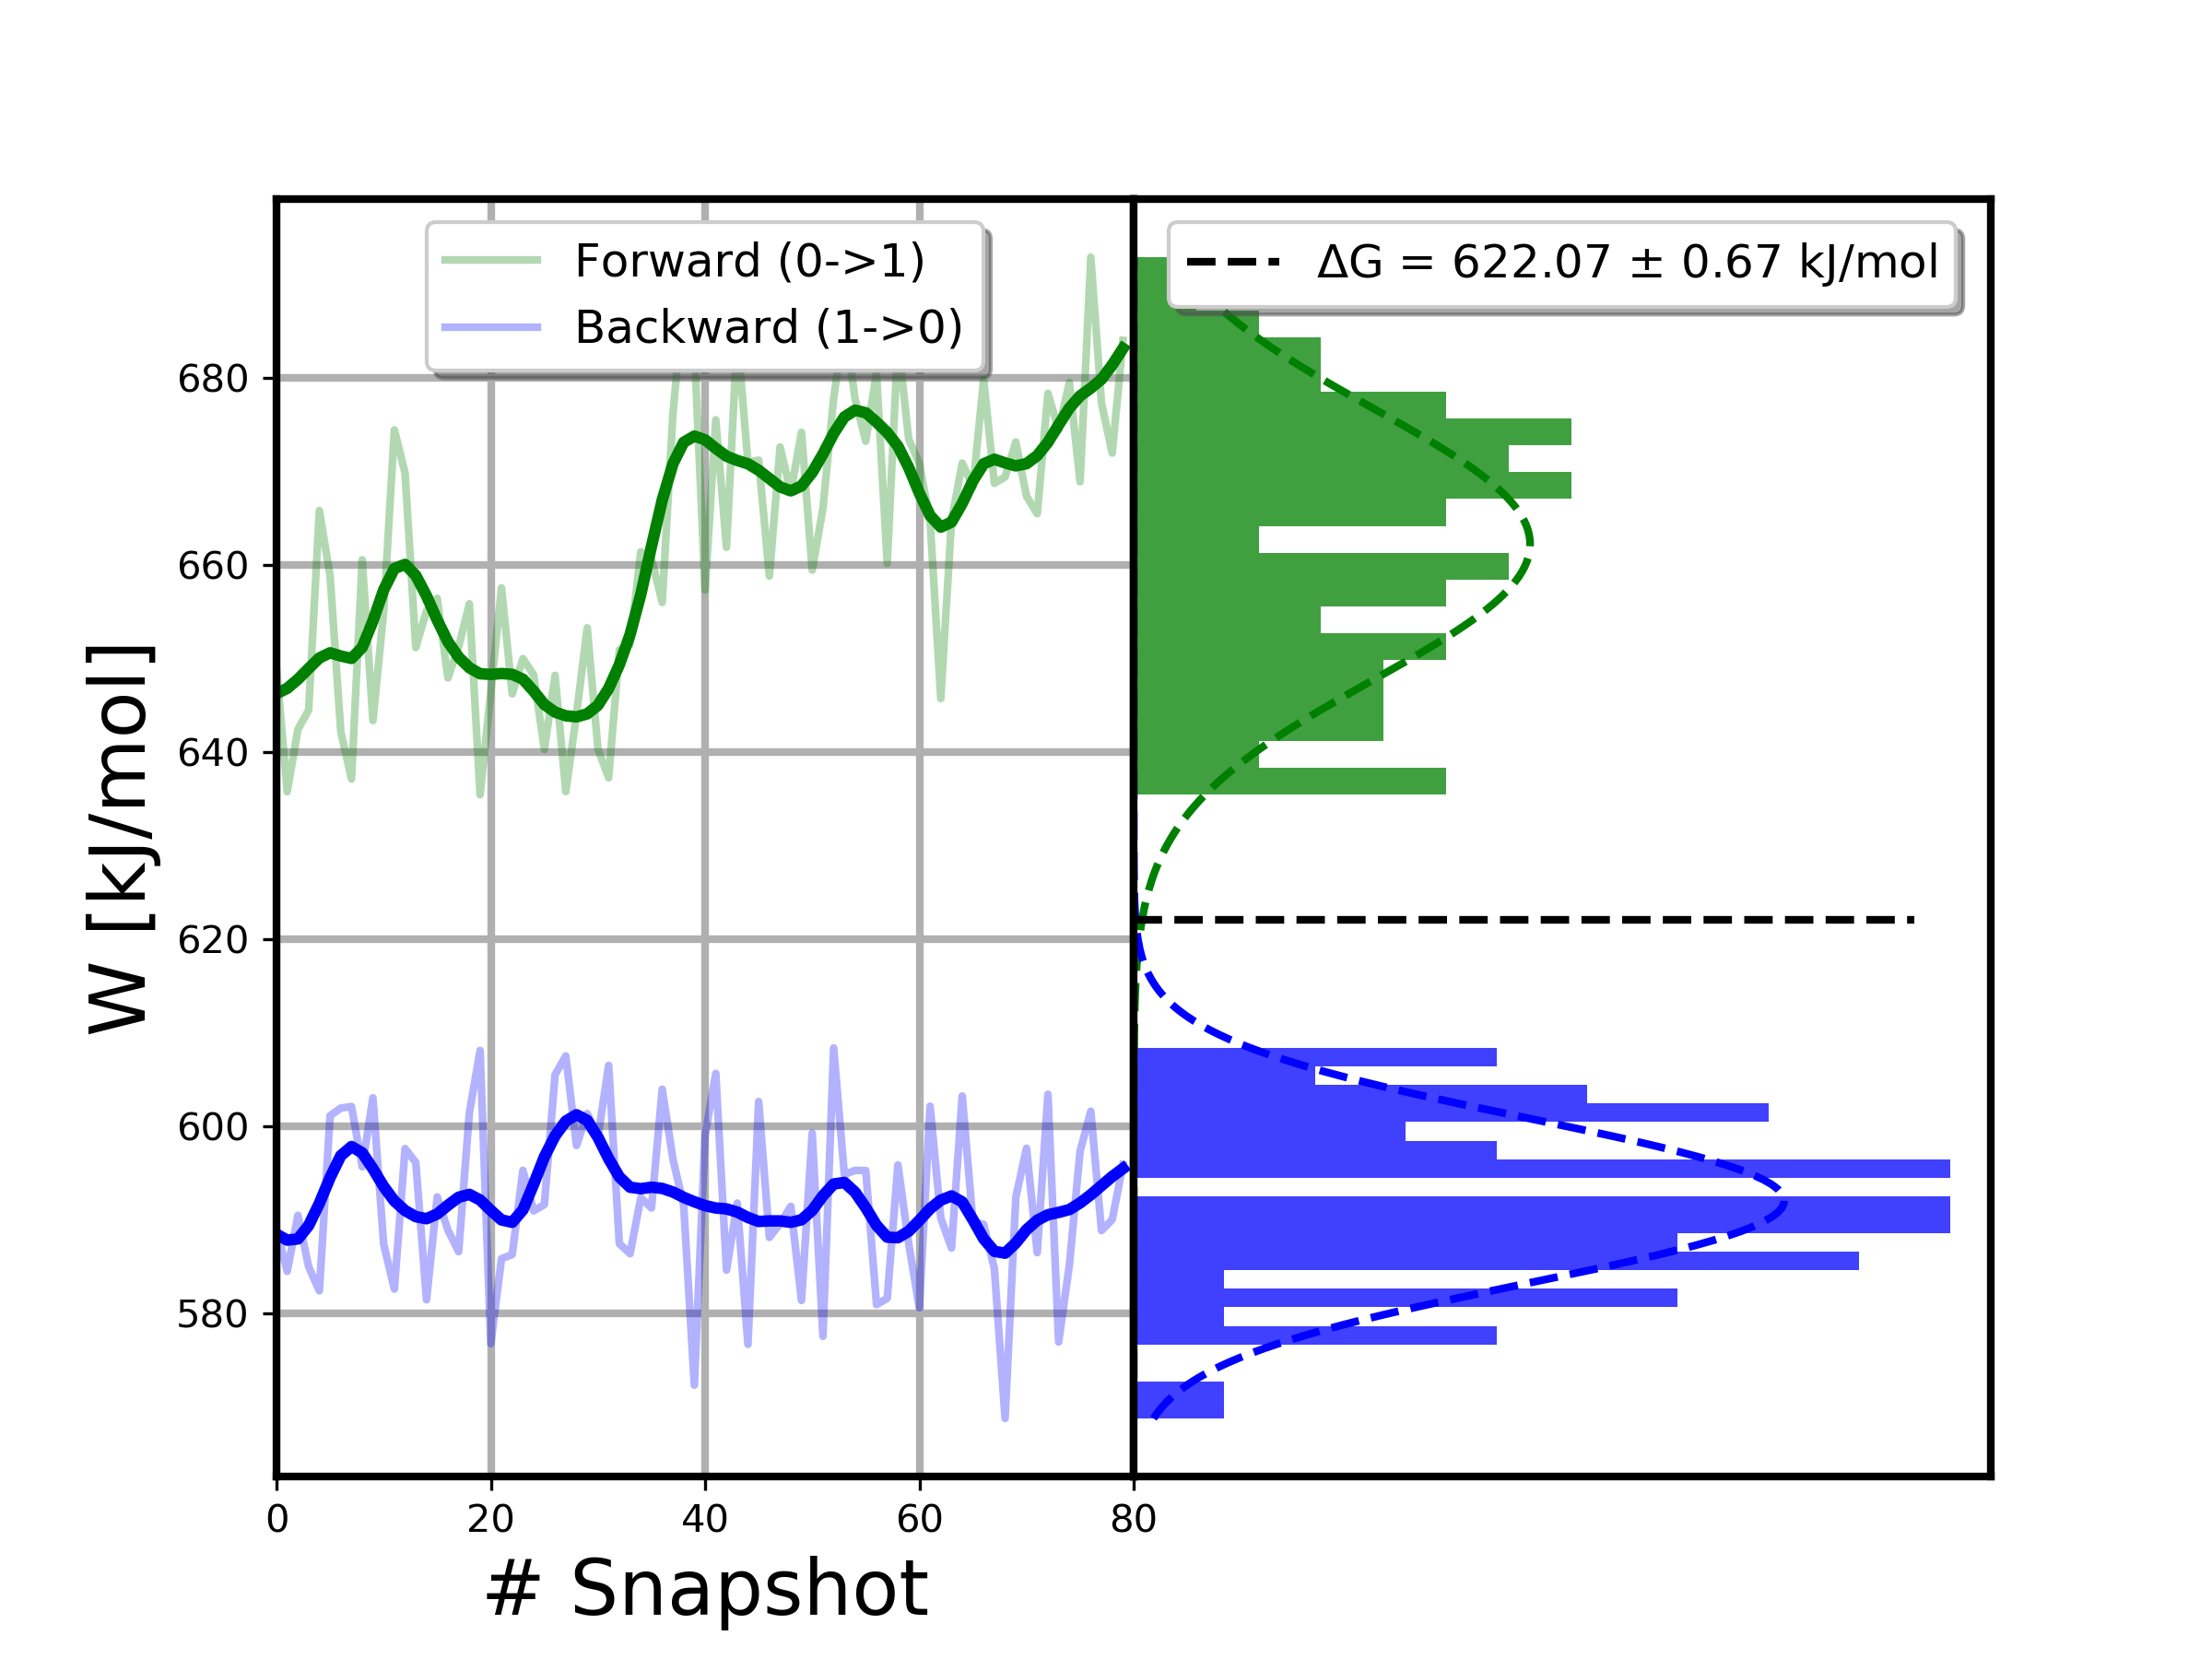 Forward (0->1)
Backward (1->0)
ΔG = 622.07 ± 0.67 kJ/mol
W [kJ/mol]
680
660
640
620
600
580
0 20 40 60 80
# Snapshot